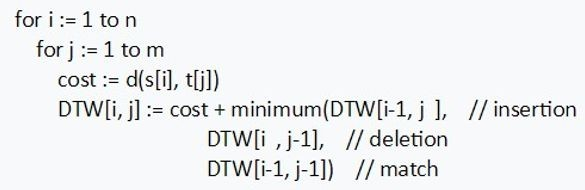 for i := 1 to n
for j := 1 to m
cost := d(s[i], t[j])
DTW[i, j] := cost + minimum(DTW[i-1, j ], // insertion
DTW[i , j-1], // deletion
DTW[i-1, j-1]) // match